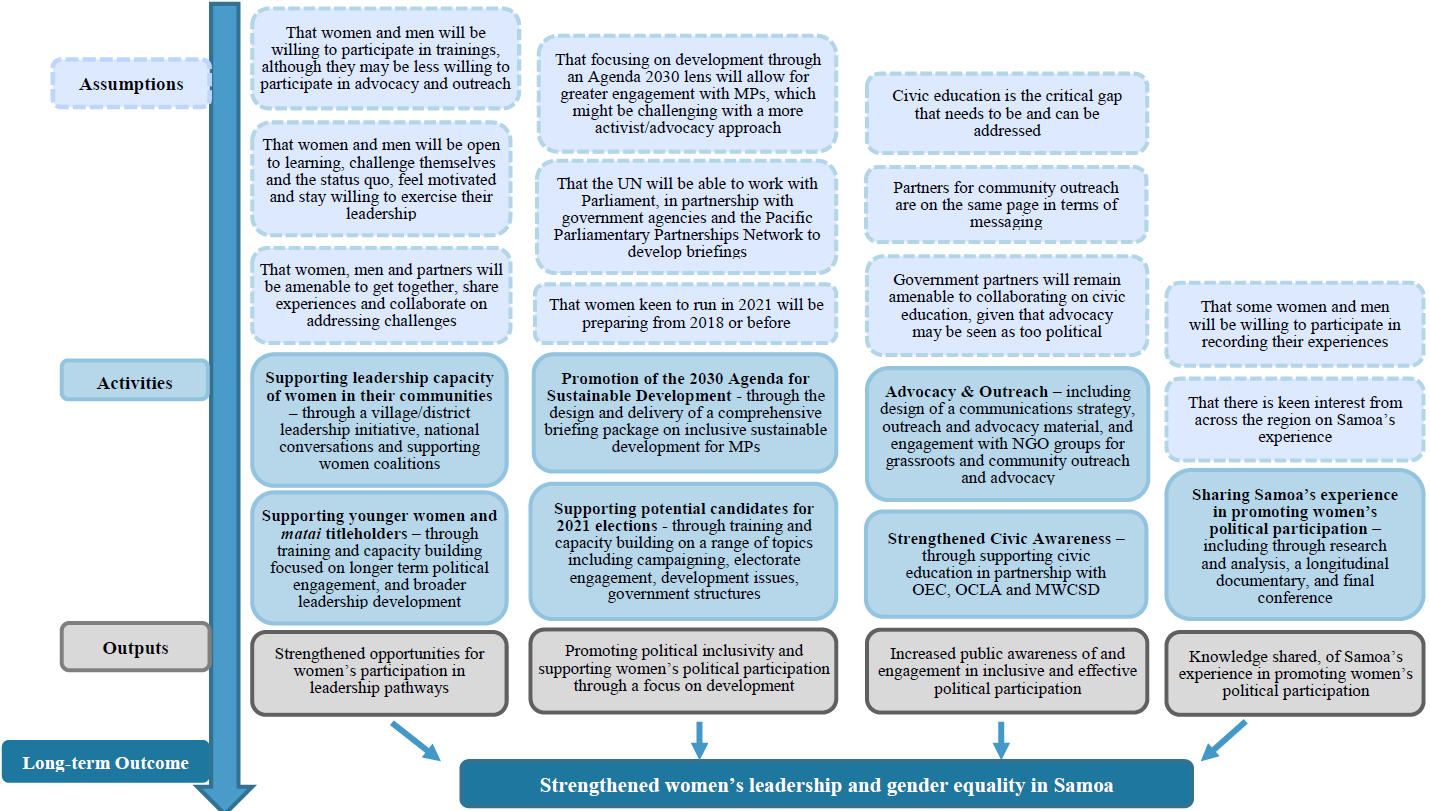 Assumptions
That women and men will be
willing to participate in trainings,
although they may be less willing to
participate in advocacy and outreach
That women and men will be open
to learning, challenge themselves
and the status quo, feel motivated
and stay willing to exercise their
leadership
That women, men and partners will
be amenable to get together, share
experiences and collaborate on
addressing challenges
That focusing on development through
an Agenda 2030 lens will allow for
greater engagement with MPs, which
might be challenging with a more
activist/advocacy approach
That the UN will be able to work with
Parliament, in partnership with
government agencies and the Pacific
Parliamentary Partnerships Network to
develop briefings
That women keen to run in 2021 will be
preparing from 2018 or before
Civic education is the critical gap
that needs to be and can be
addressed
Partners for community outreach
are on the same page in terms of
messaging
Government partners will remain
amenable to collaborating on civic
education, given that advocacy
may be seen as too political
That some women and men
will be willing to participate in
recording their experiences
That there is keen interest from
across the region on Samoa's
experience
Activities
Supporting leadership capacity
of women in their communities
– through a village/district
leadership initiative, national
conversations and supporting
women coalitions
Supporting younger women and
matai titleholders – through
training and capacity building
focused on longer term political
engagement, and broader
leadership development
Promotion of the 2030 Agenda for
Sustainable Development - through the
design and delivery of a comprehensive
briefing package on inclusive sustainable
development for MPs
Supporting potential candidates for
2021 elections - through training and
capacity building on a range of topics
including campaigning, electorate
engagement, development issues,
government structures
Advocacy & Outreach – including
design of a communications strategy,
outreach and advocacy material, and
engagement with NGO groups for
grassroots and community outreach
and advocacy
Strengthened Civic Awareness –
through supporting civic
education in partnership with
OEC, OCLA and MWCSD
Sharing Samoa's experience
in promoting women's
political participation –
including through research
and analysis, a longitudinal
documentary, and final
conference
Outputs
Strengthened opportunities for
women's participation in
leadership pathways
Promoting political inclusivity and
supporting women's political participation
through a focus on development
Increased public awareness of and
engagement in inclusive and effective
political participation
Knowledge shared, of Samoa's
experience in promoting women's
political participation
Long-term Outcome
Strengthened women's leadership and gender equality in Samoa